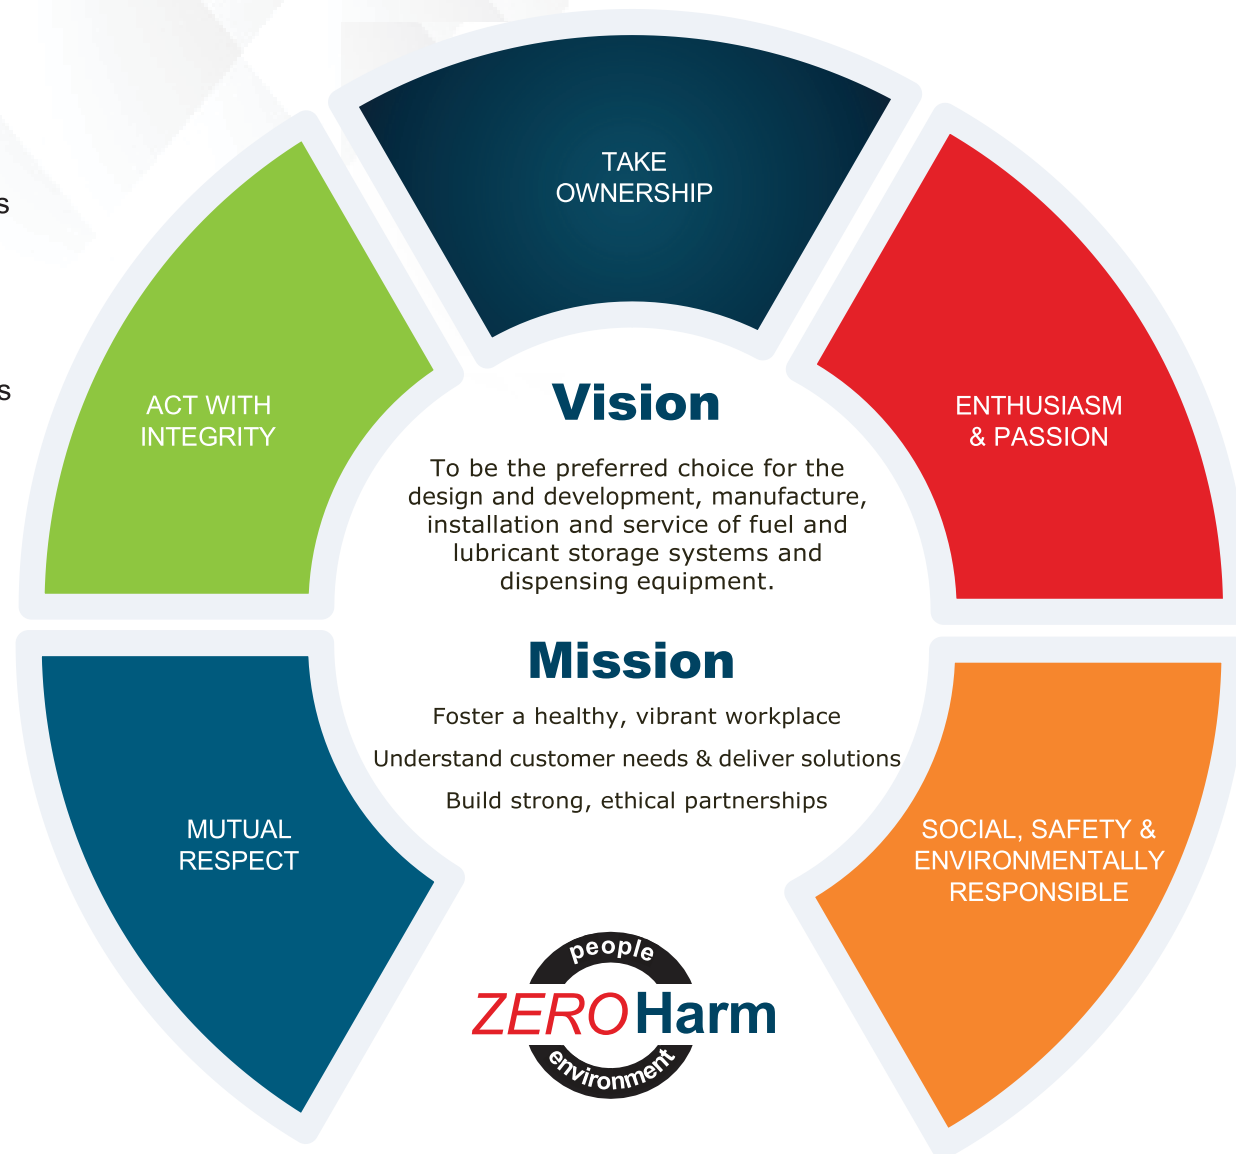 TAKE
OWNERSHIP
ACT WITH
INTEGRITY
ENTHUSIASM
& PASSION
Vision
To be the preferred choice for the
design and development, manufacture,
installation and service of fuel and
lubricant storage systems and
dispensing equipment.
Mission
Foster a healthy, vibrant workplace
Understand customer needs & deliver solutions
Build strong, ethical partnerships
MUTUAL
RESPECT
SOCIAL, SAFETY &
ENVIRONMENTALLY
RESPONSIBLE
people
ZERO Harm
environment